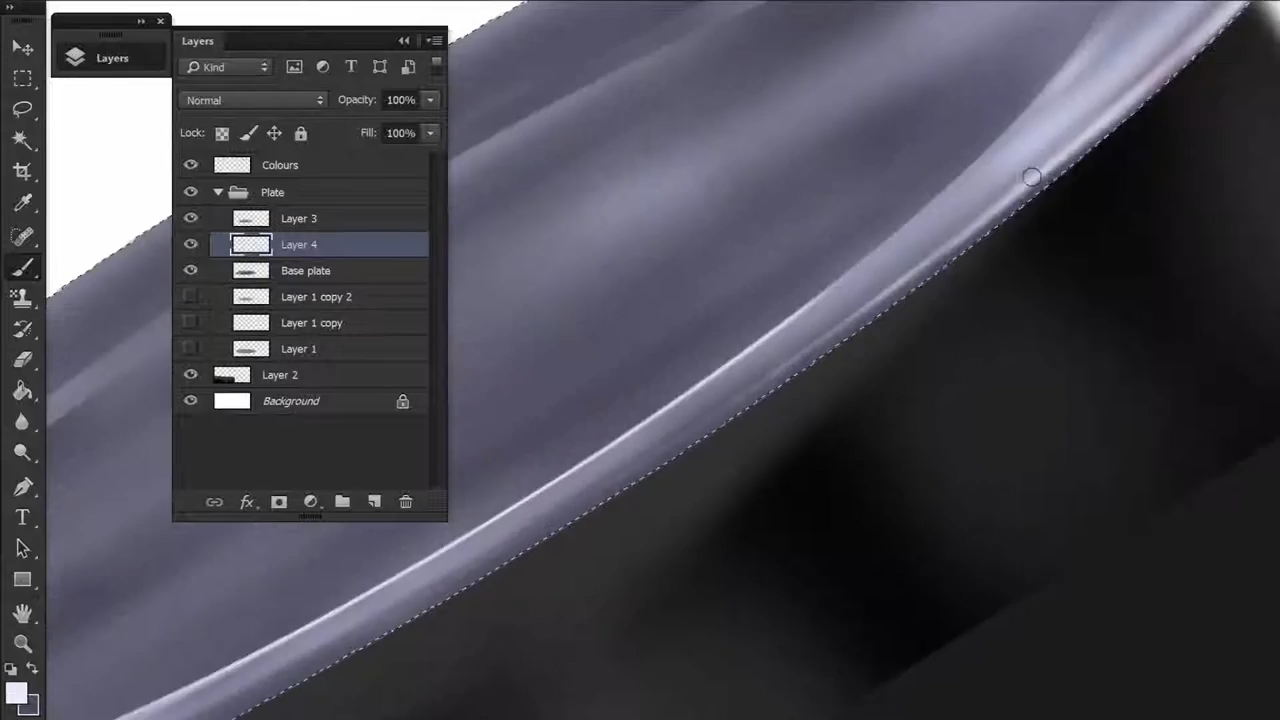 Layers
Layers
Kind
Normal Opacity: 100%
Lock: Fill: 100%
Colours
Plate
Layer 3
Layer 4
Base plate
Layer 1 copy 2
Layer 1 copy
Layer 1
Layer 2
Background
fx